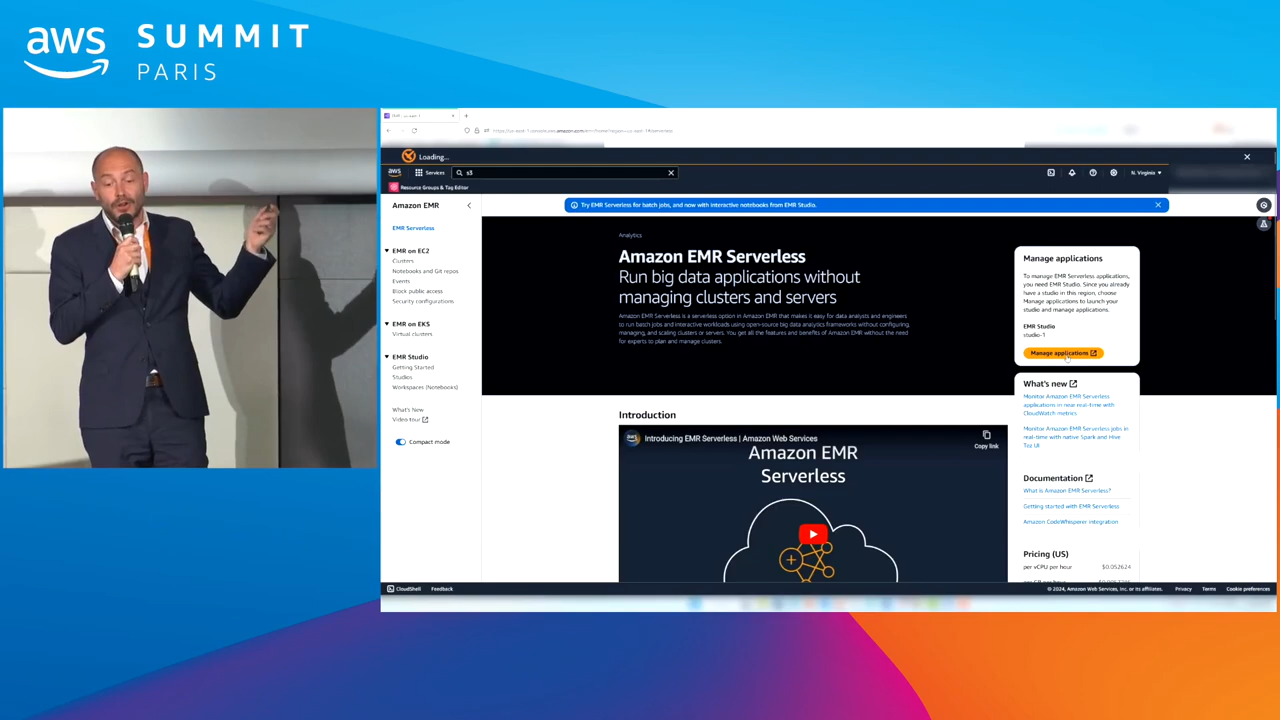 aws
SUMMIT
PARIS
Loading...
aws
Services
s3
N. Virginia
Resource Groups & Tag Editor
Amazon EMR
EMR Serverless
EMR on EC2
Clusters
Notebooks and Git repos
Events
Block public access
Security configurations
EMR on EKS
Virtual clusters
EMR Studio
Getting Started
Studios
Workspaces (Notebooks)
What's New
Video tour
Compact mode
Try EMR Serverless for batch jobs, and now with interactive notebooks from EMR Studio.
Analytics
Amazon EMR Serverless
Run big data applications without
managing clusters and servers
Amazon EMR Serverless is a serverless option in Amazon EMR that makes it easy for data analysts and engineers
to run batch jobs and interactive workloads using open-source big data analytics frameworks without configuring,
managing, and scaling clusters or servers. You get all the features and benefits of Amazon EMR without the need
for experts to plan and manage clusters.
Manage applications
To manage EMR Serverless applications,
you need EMR Studio. Since you already
have a studio in this region, choose
Manage applications to launch your
studio and manage applications.
EMR Studio
studio-1
Manage applications
What's new
Monitor Amazon EMR Serverless
applications in near real-time with
CloudWatch metrics
Monitor Amazon EMR Serverless jobs in
real-time with native Spark and Hive
Tez UI
Introduction
Introducing EMR Serverless | Amazon Web Services
Copy link
Amazon EMR
Serverless
Documentation
What is Amazon EMR Serverless?
Getting started with EMR Serverless
Amazon CodeWhisperer integration
Pricing (US)
per vCPU per hour
$0.052624
CloudShell
Feedback
© 2024, Amazon Web Services, Inc. or its affiliates.
Privacy
Terms
Cookie preferences